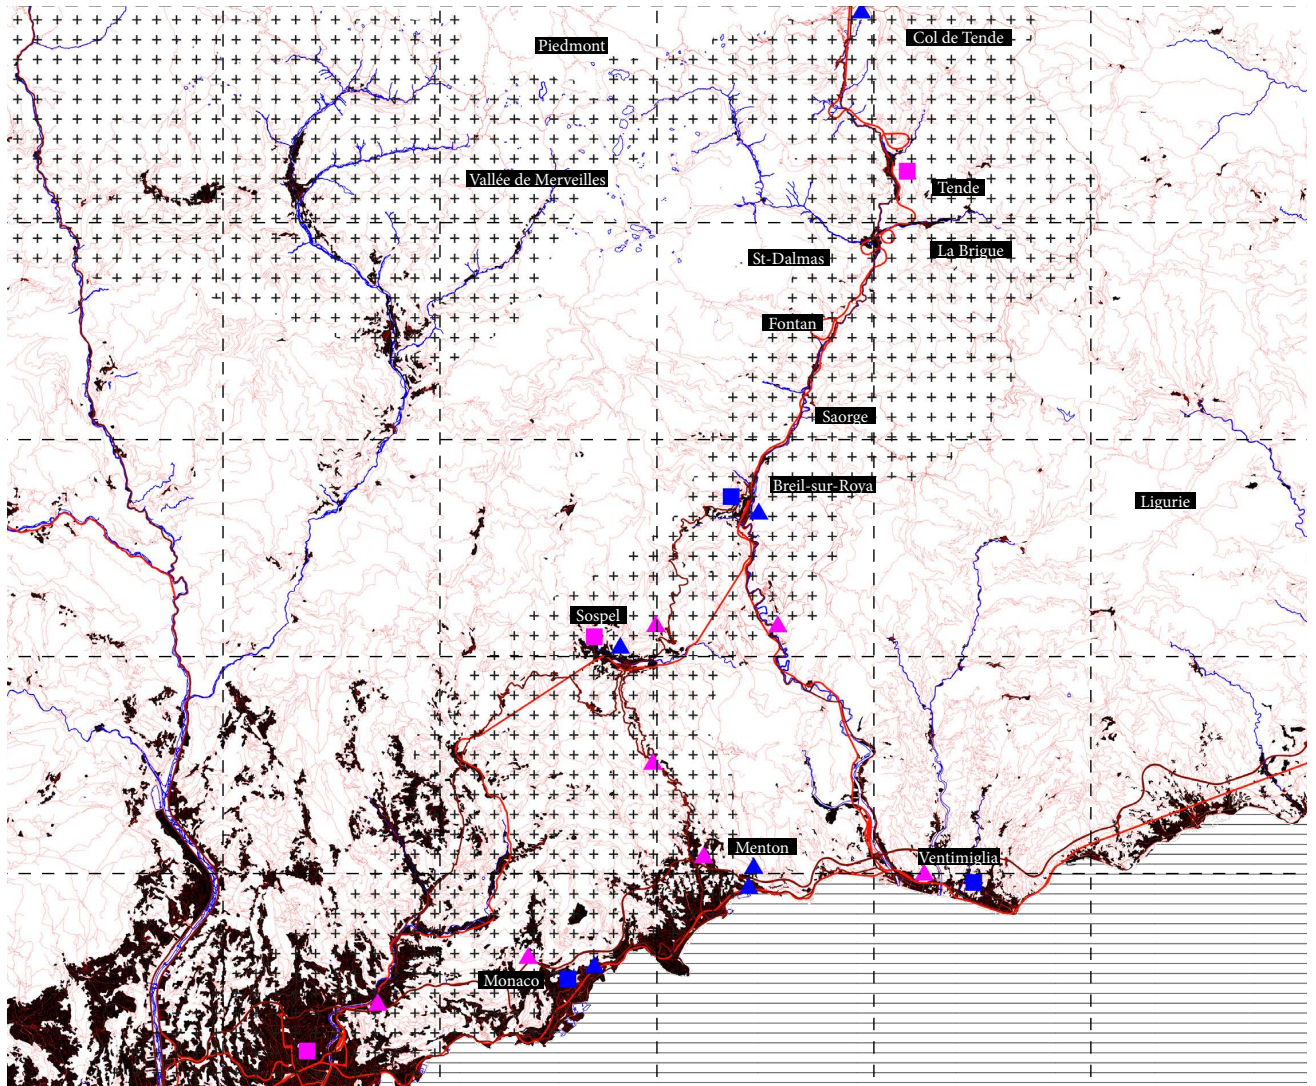 Col de Tende
Piedmont
Vallée de Merveilles
Tende
La Brigue
St-Dalmas
Fontan
Saorge
Breil-sur-Roya
Ligurie
Sospel
Menton
Ventimiglia
Monaco